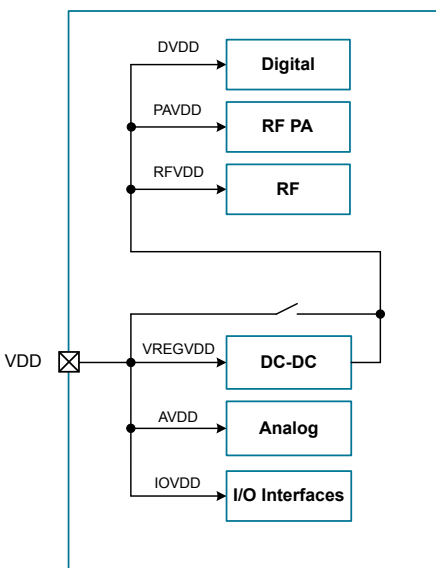 DVDD
Digital
PAVDD
RF PA
RFVDD
RF
VDD
VREGVDD
DC-DC
AVDD
Analog
IOVDD
I/O Interfaces